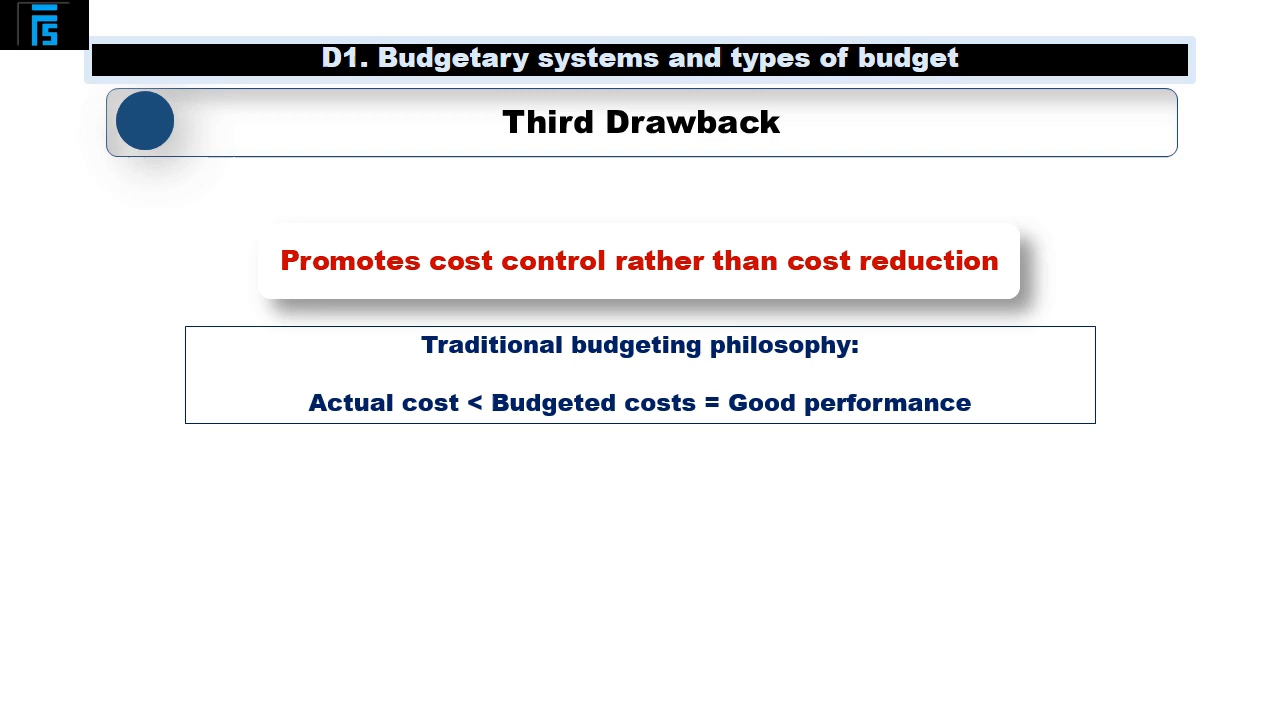 FFS
D1. Budgetary systems and types of budget
Third Drawback
Promotes cost control rather than cost reduction
Traditional budgeting philosophy:
Actual cost < Budgeted costs = Good performance